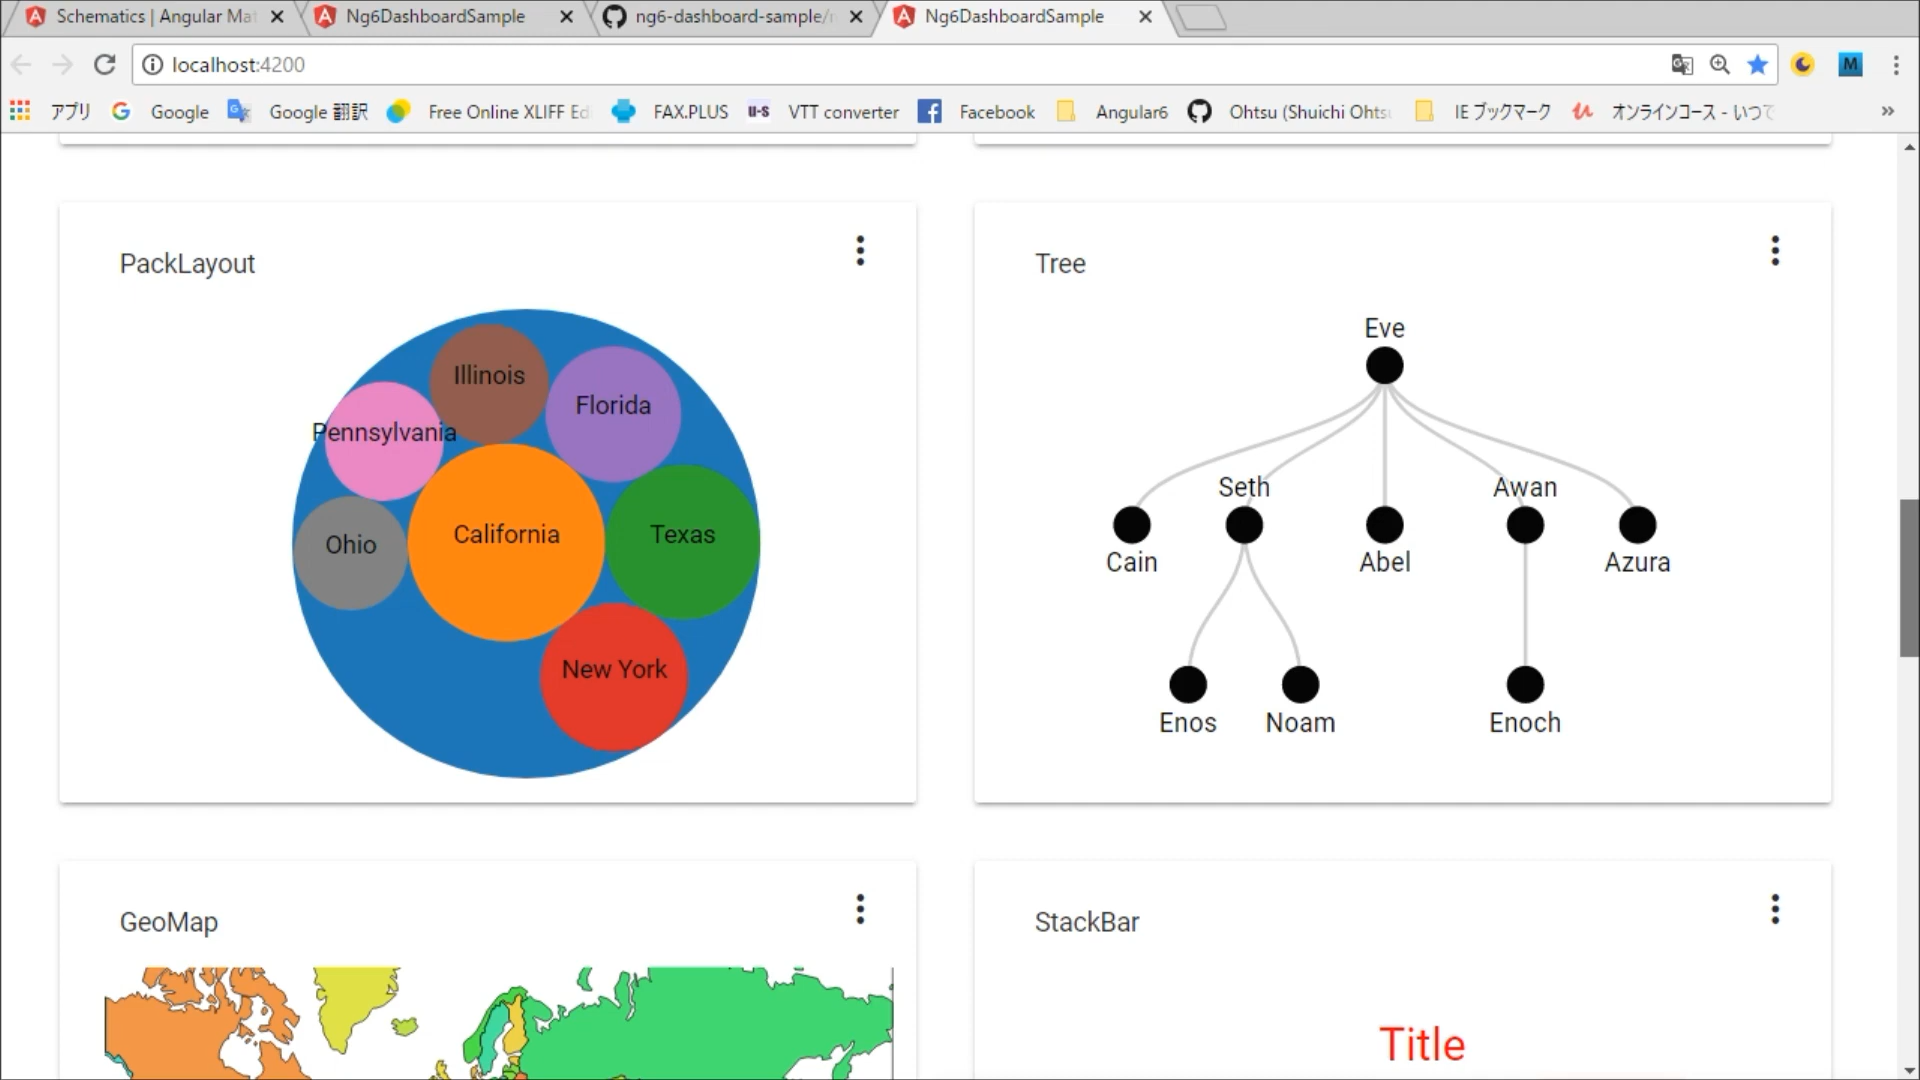 Schematics | Angular Ma
Ng6DashboardSample
ng6-dashboard-sample/
Ng6DashboardSample
localhost:4200
アプリ
Google
Google 翻訳
Free Online XLIFF Ed
FAX.PLUS
U-S
VTT converter
Facebook
Angular6
Ohtsu (Shuichi Ohts
IE ブックマーク
オンラインコース - いつで
M
PackLayout
Illinois
Florida
Pennsylvania
California
Texas
Ohio
New York
Tree
Eve
Seth
Awan
Cain
Abel
Azura
Enos
Noam
Enoch
GeoMap
StackBar
Title